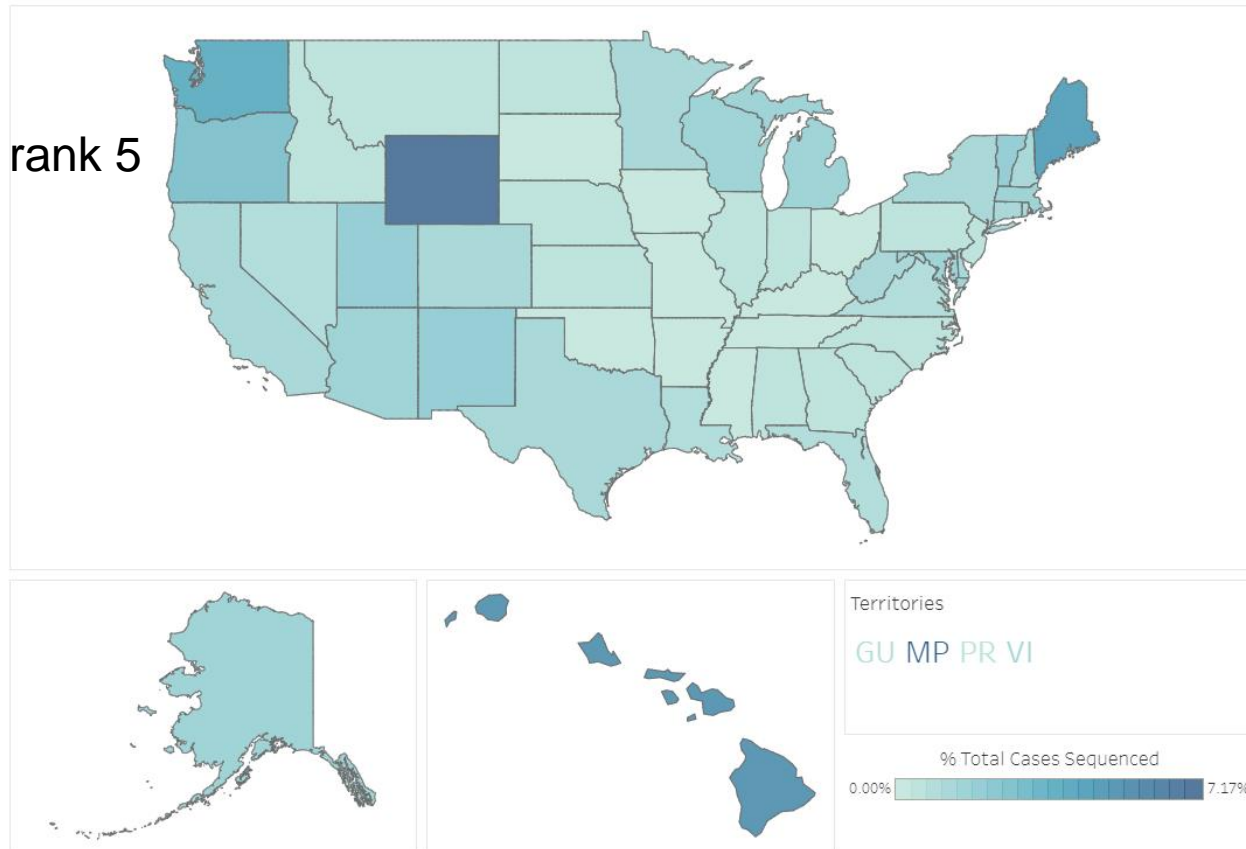 rank 5
Territories
GU MP PR VI
% Total Cases Sequenced
0.00% 7.17%